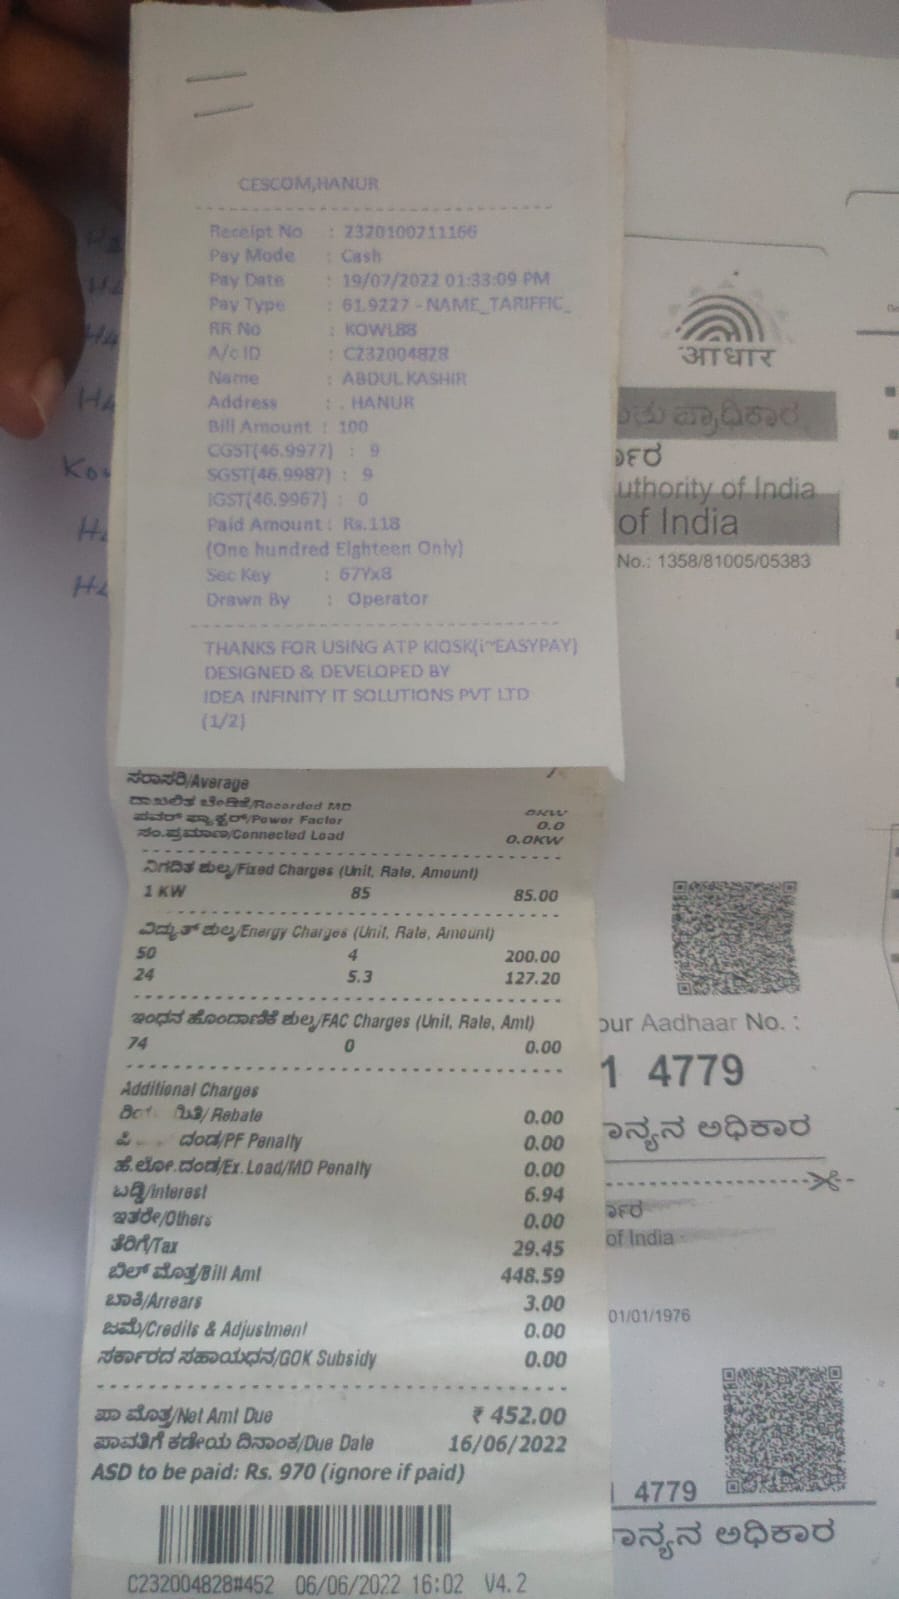 CESCOM,HANUR
Receipt No : 2320100711166
Pay Mode : Cash
Pay Date : 19/07/2022 01:33:09 PM
Pay Type : 61.9227 - NAME_TARIFFIC_
RR No : KOWL88
A/c ID : C232004828
Name : ABDUL KASHIR
Address : . HANUR
Bill Amount : 100
CGST(46.9977) : 9
SGST(46.9987) : 9
IGST(46.9967) : 0
Paid Amount : Rs.118
(One hundred Eighteen Only)
Sec Key : 67Yx8
Drawn By : Operator
THANKS FOR USING ATP KIOSK(i~EASYPAY)
DESIGNED & DEVELOPED BY
IDEA INFINITY IT SOLUTIONS PVT LTD
(1/2)
ಸರಾಸರಿ/Average
ದಾಖಲಿತ ಬೇಡಿಕೆ/Recorded MD 0KW
ಪವರ್ ಫ್ಯಾಕ್ಟರ್/Power Factor 0.0
ಸಂ.ಪ್ರಮಾಣ/Connected Load 0.0KW
ನಿಗದಿತ ಶುಲ್ಕ/Fixed Charges (Unit, Rate, Amount)
1 KW 85 85.00
ವಿದ್ಯುತ್ ಶುಲ್ಕ/Energy Charges (Unit, Rate, Amount)
50 4 200.00
24 5.3 127.20
ಇಂಧನ ಹೊಂದಾಣಿಕೆ ಶುಲ್ಕ/FAC Charges (Unit, Rate, Amt)
74 0 0.00
Additional Charges
/Rebate 0.00
ದಂಡ/PF Penalty 0.00
ಹೆ.ಲೋ.ದಂಡ/Ex. Load/MD Penalty 0.00
ಬಡ್ಡಿ/Interest 6.94
ಇತರೇ/Others 0.00
ತೆರಿಗೆ/Tax 29.45
ಬಿಲ್ ಮೊತ್ತ/Bill Amt 448.59
ಬಾಕಿ/Arrears 3.00
ಜಮೆ/Credits & Adjustment 0.00
ಸರ್ಕಾರದ ಸಹಾಯಧನ/GOK Subsidy 0.00
ಪಾ ಮೊತ್ತ/Net Amt Due ₹ 452.00
ಪಾವತಿಗೆ ಕಡೇಯ ದಿನಾಂಕ/Due Date 16/06/2022
ASD to be paid: Rs. 970 (ignore if paid)
C232004828#452 06/06/2022 16:02 V4.2
आधार
ಪ್ರಾಧಿಕಾರ
uthority of India
of India
No.: 1358/81005/05383
our Aadhaar No. :
1 4779
ಾನ್ಯನ ಅಧಿಕಾರ
of India
01/01/1976
4779
ಾನ್ಯನ ಅಧಿಕಾರ